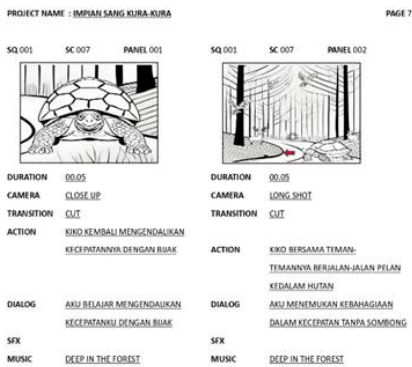 PROJECT NAME : IMPIAN SANG KURA-KURA
PAGE 7
SQ 001 SC 007 PANEL 001
DURATION 00.05
CAMERA CLOSE UP
TRANSITION CUT
ACTION KIKO KEMBALI MENGENDALIKAN
KECEPATANNYA DENGAN BIJAK
DIALOG AKU BELAJAR MENGENDALIKAN
KECEPATANKU DENGAN BIJAK
SFX
MUSIC DEEP IN THE FOREST
SQ 001 SC 007 PANEL 002
DURATION 00.05
CAMERA LONG SHOT
TRANSITION CUT
ACTION KIKO BERSAMA TEMAN-
TEMANNYA BERJALAN-JALAN PELAN
KEDALAM HUTAN
DIALOG AKU MENEMUKAN KEBAHAGIAAN
DALAM KECEPATAN TANPA SOMBONG
SFX
MUSIC DEEP IN THE FOREST